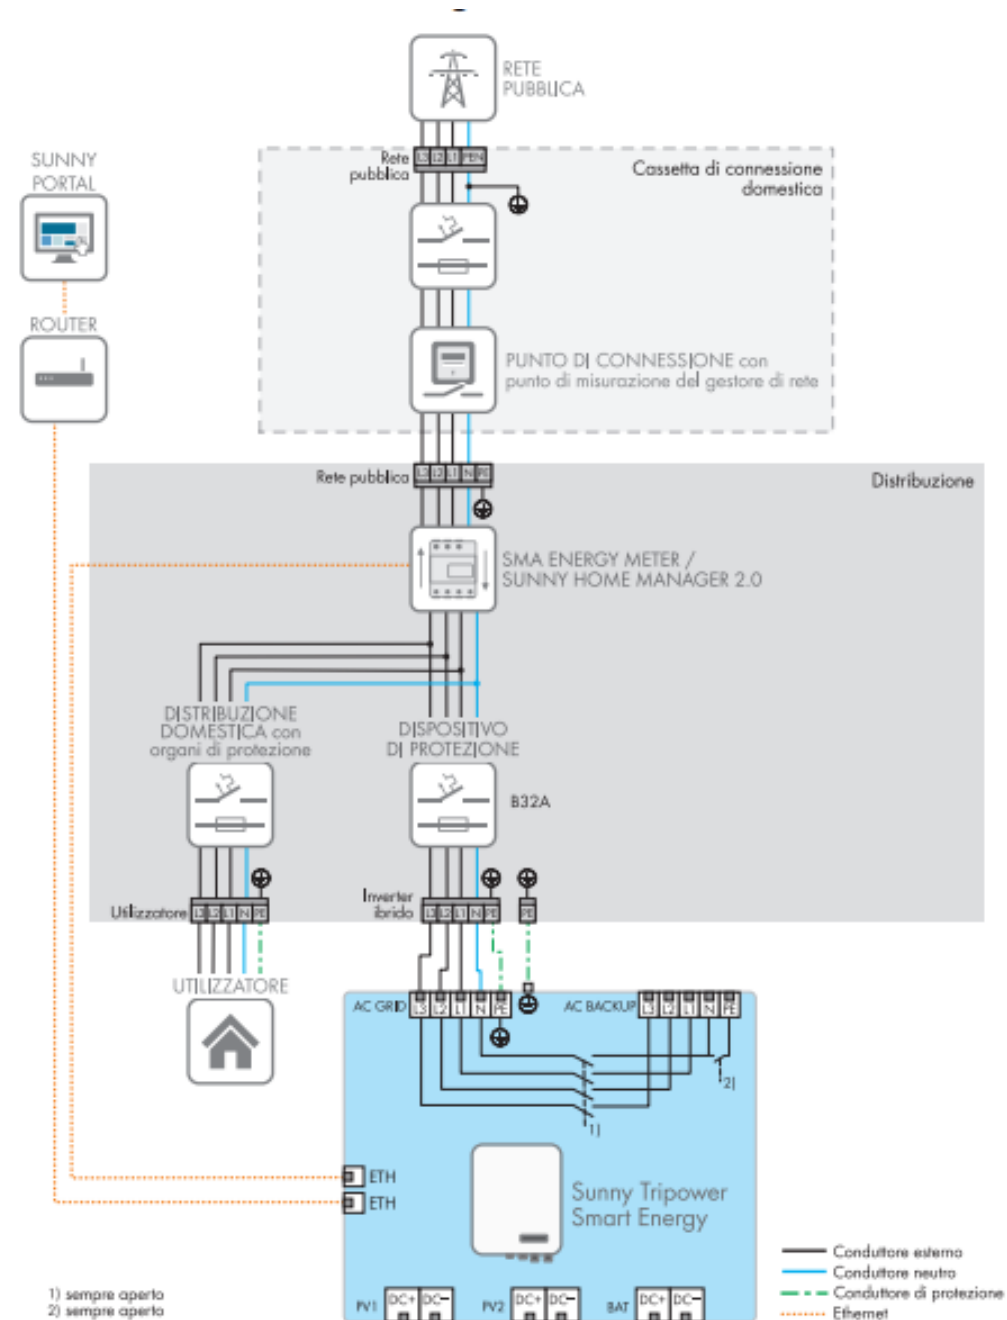 RETE
PUBBLICA
SUNNY
PORTAL
Rete
pubblica
L3 L2 L1 PEN
Cassetta di connessione
domestica
ROUTER
PUNTO DI CONNESSIONE con
punto di misurazione del gestore di rete
Rete pubblica
L3 L2 L1 N PE
Distribuzione
SMA ENERGY METER /
SUNNY HOME MANAGER 2.0
DISTRIBUZIONE
DOMESTICA con
organi di protezione
DISPOSITIVO
DI PROTEZIONE
B32A
Utilizzatore
L3 L2 L1 N PE
Inverter
ibrido
L3 L2 L1 N PE
PE
UTILIZZATORE
AC GRID
L3 L2 L1 N PE
AC BACKUP
L3 L2 L1 N PE
2)
1)
ETH
ETH
Sunny Tripower
Smart Energy
PV1 DC+ DC−
PV2 DC+ DC−
BAT DC+ DC−
1) sempre aperto
2) sempre aperto
Conduttore esterno
Conduttore neutro
Conduttore di protezione
Ethernet